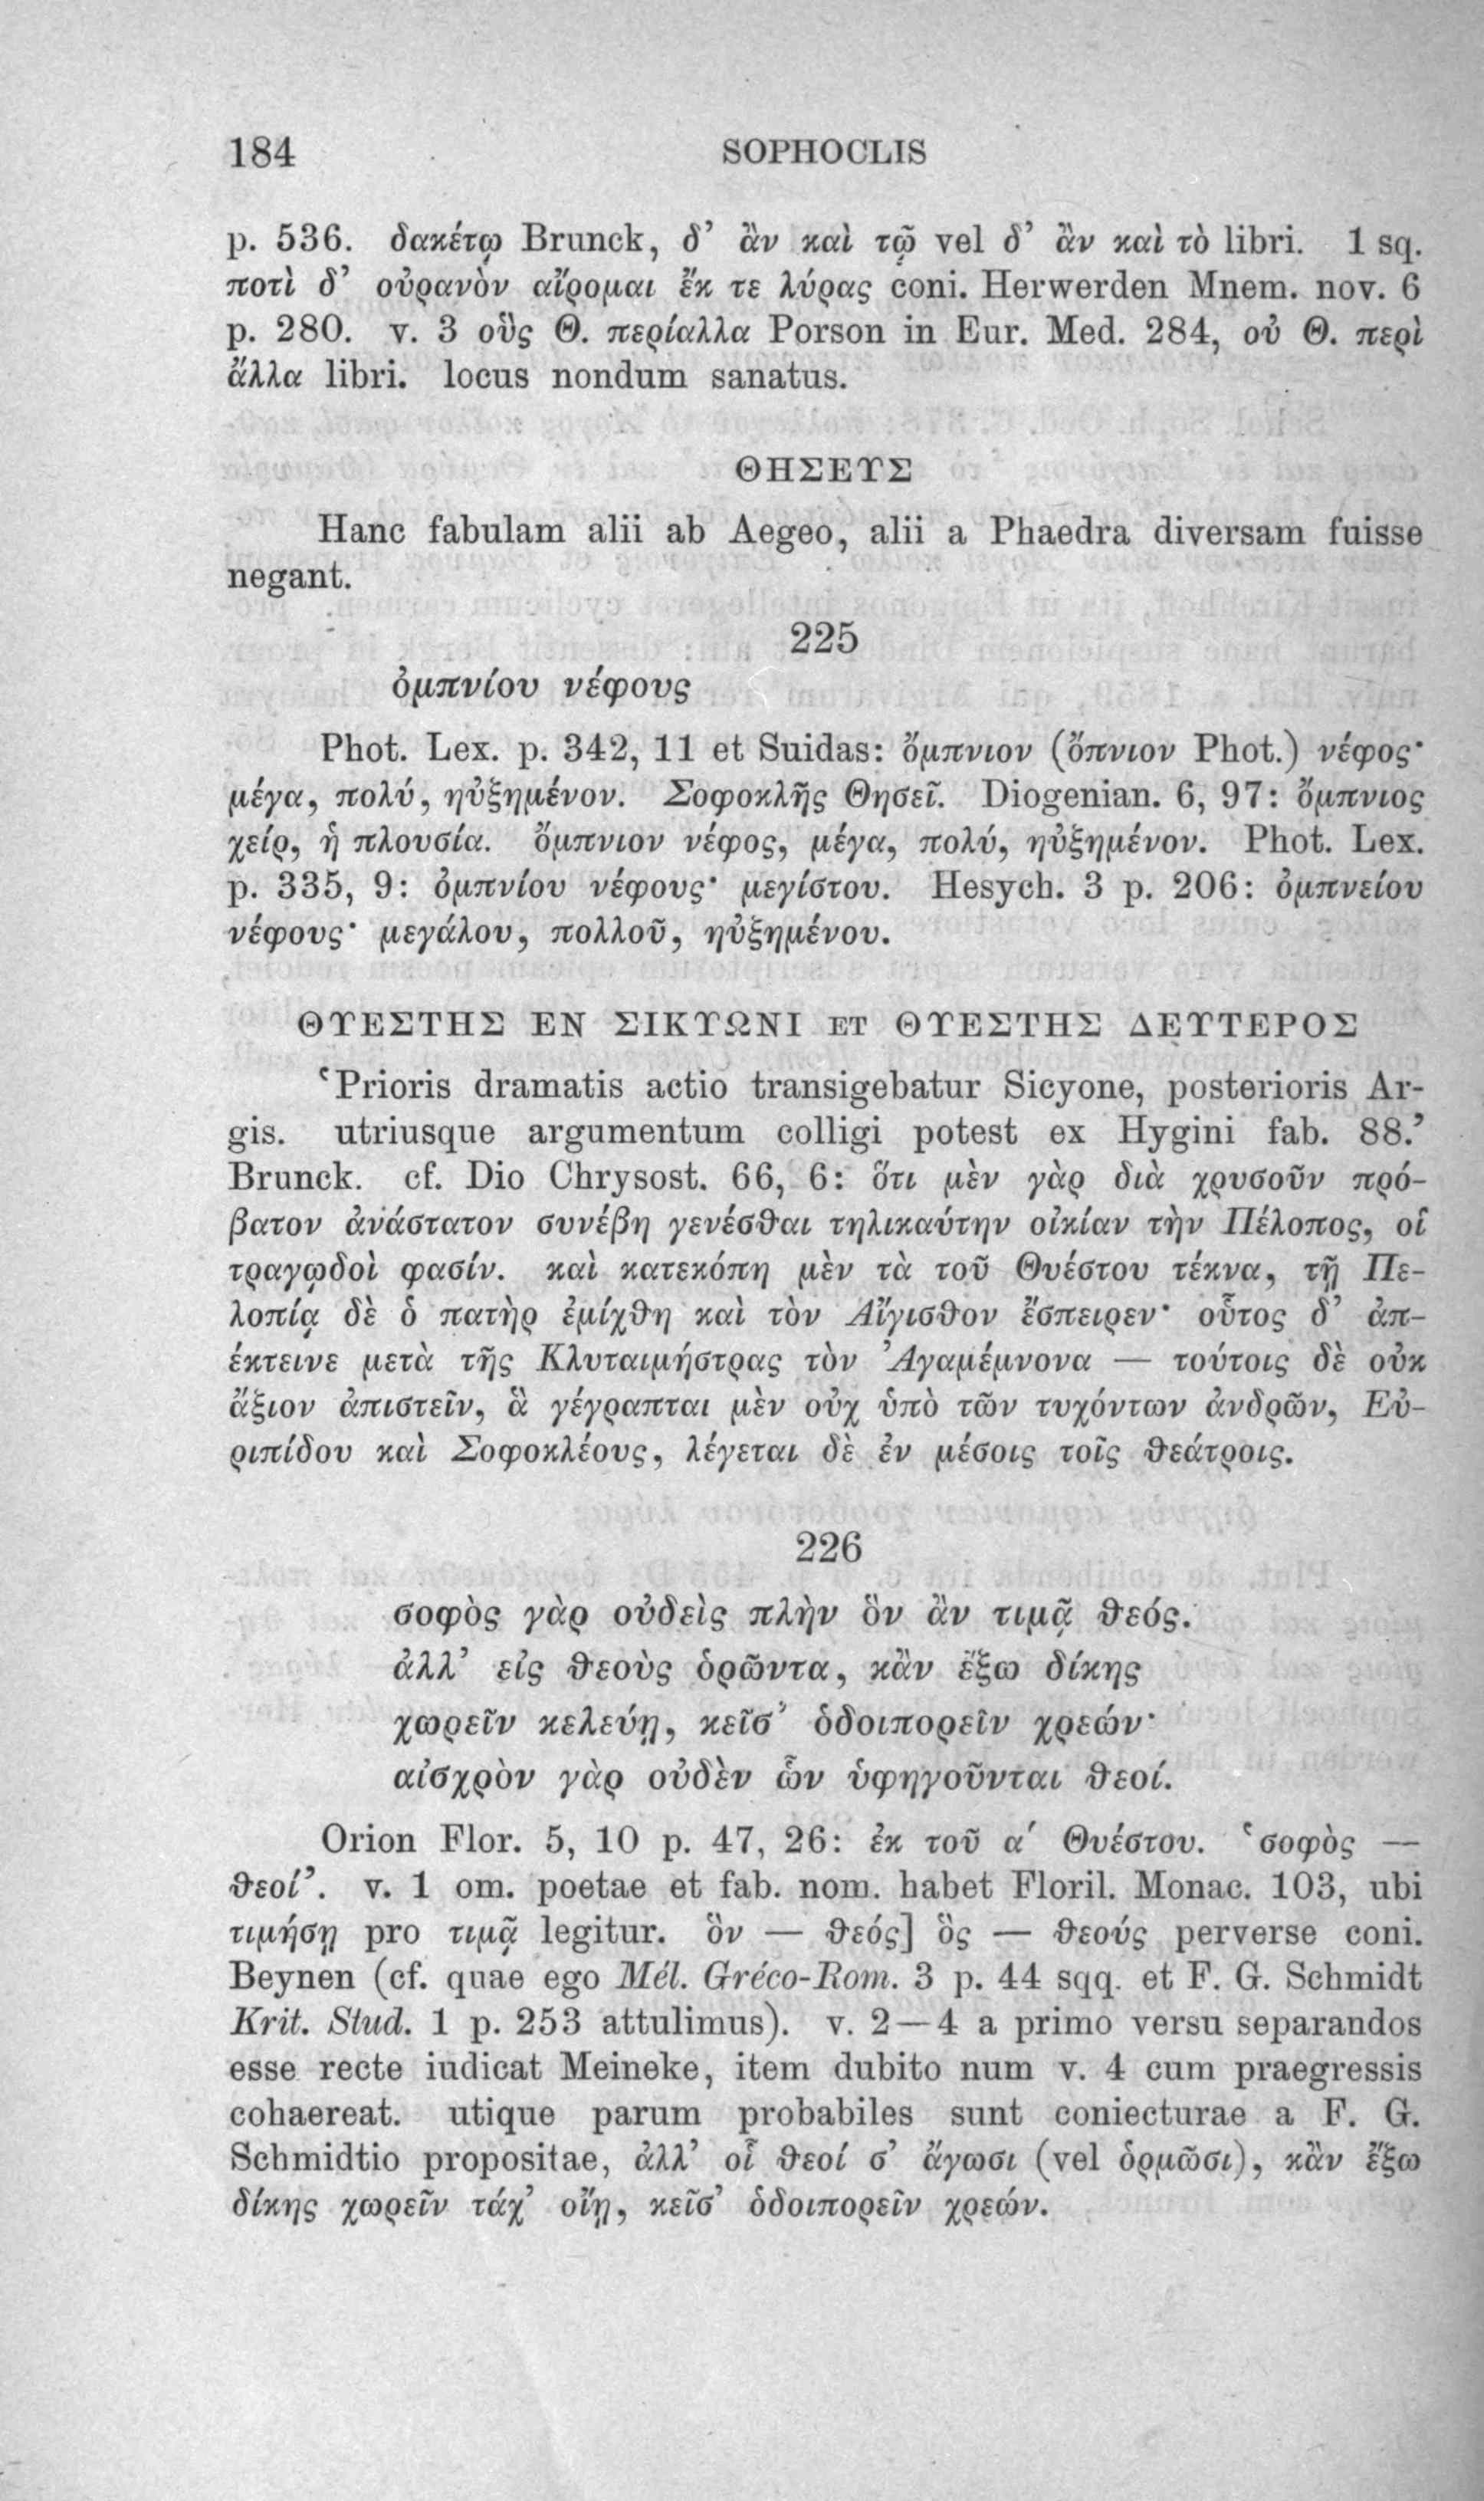 184 SOPHOCLIS
p. 536. δακέτῳ Brunck, δ’ ἂν καὶ τῷ vel δ’ ἂν καὶ τὸ libri. 1 sq.
ποτὶ δ’ οὐρανὸν αἴρομαι ἔκ τε λύρας coni. Herwerden Mnem. nov. 6
p. 280. v. 3 οὓς Θ. περίαλλα Porson in Eur. Med. 284, οὐ Θ. περὶ
ἄλλα libri. locus nondum sanatus.
ΘΗΣΕΥΣ
Hanc fabulam alii ab Aegeo, alii a Phaedra diversam fuisse
negant.
225
ὀμπνίου νέφους
Phot. Lex. p. 342, 11 et Suidas: ὄμπνιον (ὄπνιον Phot.) νέφος·
μέγα, πολύ, ηὐξημένον. Σοφοκλῆς Θησεῖ. Diogenian. 6, 97: ὄμπνιος
χείρ, ἡ πλουσία. ὄμπνιον νέφος, μέγα, πολύ, ηὐξημένον. Phot. Lex.
p. 335, 9: ὀμπνίου νέφους· μεγίστου. Hesych. 3 p. 206: ὀμπνείου
νέφους· μεγάλου, πολλοῦ, ηὐξημένου.
ΘΥΕΣΤΗΣ ΕΝ ΣΙΚΥΩΝΙ ET ΘΥΕΣΤΗΣ ΔΕΥΤΕΡΟΣ
‘Prioris dramatis actio transigebatur Sicyone, posterioris Ar-
gis. utriusque argumentum colligi potest ex Hygini fab. 88.’
Brunck. cf. Dio Chrysost. 66, 6: ὅτι μὲν γὰρ διὰ χρυσοῦν πρό-
βατον ἀνάστατον συνέβη γενέσθαι τηλικαύτην οἰκίαν τὴν Πέλοπος, οἱ
τραγῳδοὶ φασίν. καὶ κατεκόπη μὲν τὰ τοῦ Θυέστου τέκνα, τῇ Πε-
λοπίᾳ δὲ ὁ πατὴρ ἐμίχθη καὶ τὸν Αἴγισθον ἔσπειρεν· οὗτος δ’ ἀπ-
έκτεινε μετὰ τῆς Κλυταιμήστρας τὸν Ἀγαμέμνονα — τούτοις δὲ οὐκ
ἄξιον ἀπιστεῖν, ἃ γέγραπται μὲν οὐχ ὑπὸ τῶν τυχόντων ἀνδρῶν, Εὐ-
ριπίδου καὶ Σοφοκλέους, λέγεται δὲ ἐν μέσοις τοῖς θεάτροις.
226
σοφὸς γὰρ οὐδεὶς πλὴν ὃν ἂν τιμᾷ θεός.
ἀλλ’ εἰς θεοὺς ὁρῶντα, κἂν ἔξω δίκης
χωρεῖν κελεύῃ, κεῖσ’ ὁδοιπορεῖν χρεών·
αἰσχρὸν γὰρ οὐδὲν ὧν ὑφηγοῦνται θεοί.
Orion Flor. 5, 10 p. 47, 26: ἐκ τοῦ α′ Θυέστου. ‘σοφὸς —
θεοί’. v. 1 om. poetae et fab. nom. habet Floril. Monac. 103, ubi
τιμήσῃ pro τιμᾷ legitur. ὃν — θεός] ὃς — θεούς perverse coni.
Beynen (cf. quae ego Mél. Gréco-Rom. 3 p. 44 sqq. et F. G. Schmidt
Krit. Stud. 1 p. 253 attulimus). v. 2—4 a primo versu separandos
esse recte iudicat Meineke, item dubito num v. 4 cum praegressis
cohaereat. utique parum probabiles sunt coniecturae a F. G.
Schmidtio propositae, ἀλλ’ οἷ θεοί σ’ ἄγωσι (vel ὁρμῶσι), κἂν ἔξω
δίκης χωρεῖν τάχ’ οἴῃ, κεῖσ’ ὁδοιπορεῖν χρεών.